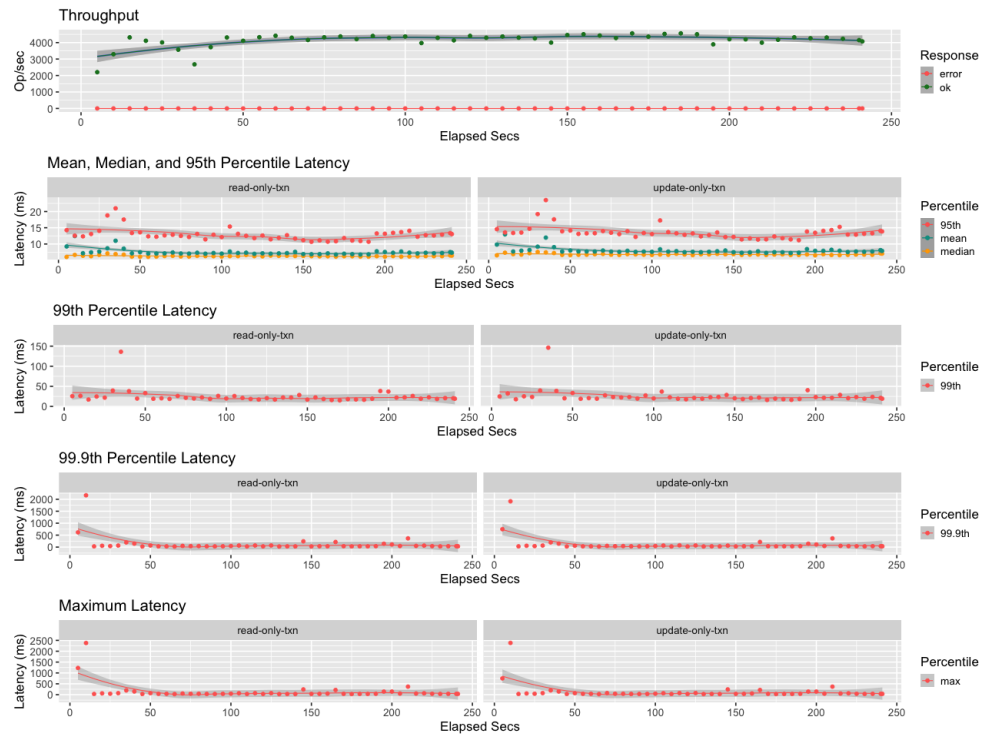 Throughput
4000
3000
2000
1000
0
Op/sec
0 50 100 150 200 250
Elapsed Secs
Response
error
ok
Mean, Median, and 95th Percentile Latency
read-only-txn update-only-txn
20
10
Latency (ms)
0 50 100 150 200 250 0 50 100 150 200 250
Elapsed Secs
Percentile
95th
mean
median
99th Percentile Latency
read-only-txn update-only-txn
150
100
50
0
Latency (ms)
0 50 100 150 200 250 0 50 100 150 200 250
Elapsed Secs
Percentile
99th
99.9th Percentile Latency
read-only-txn update-only-txn
2000
1500
1000
500
0
Latency (ms)
0 50 100 150 200 250 0 50 100 150 200 250
Elapsed Secs
Percentile
99.9th
Maximum Latency
read-only-txn update-only-txn
2500
2000
1500
1000
500
0
Latency (ms)
0 50 100 150 200 250 0 50 100 150 200 250
Elapsed Secs
Percentile
max